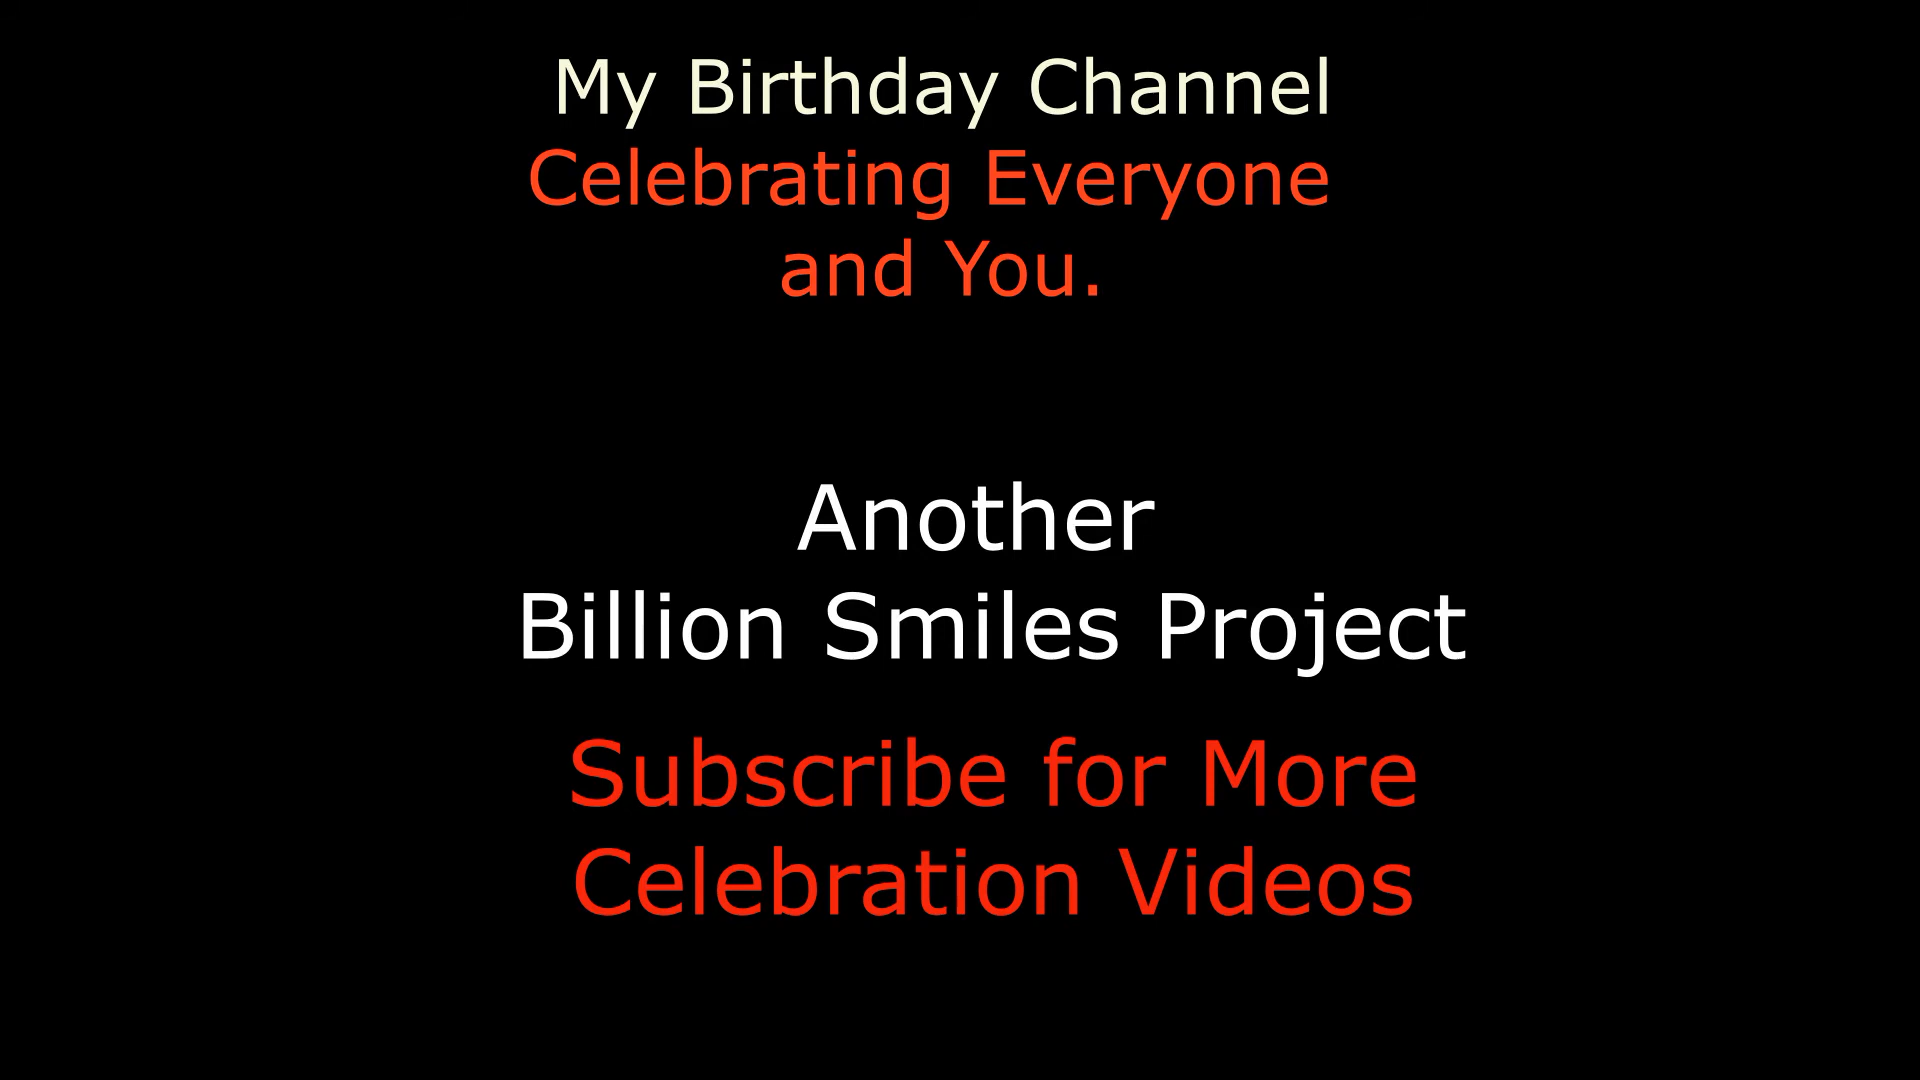 My Birthday Channel
Celebrating Everyone
and You.
Another
Billion Smiles Project
Subscribe for More
Celebration Videos